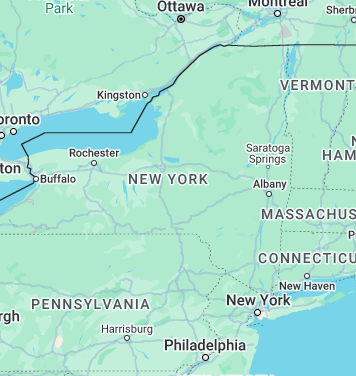 Park
Ottawa
Montreal
Sherb
Kingston
VERMONT
oronto
N
HAM
Rochester
Saratoga
Springs
ton
Buffalo
NEW YORK
Albany
MASSACHUS
P
CONNECTICU
New Haven
PENNSYLVANIA
New York
rgh
Harrisburg
Philadelphia